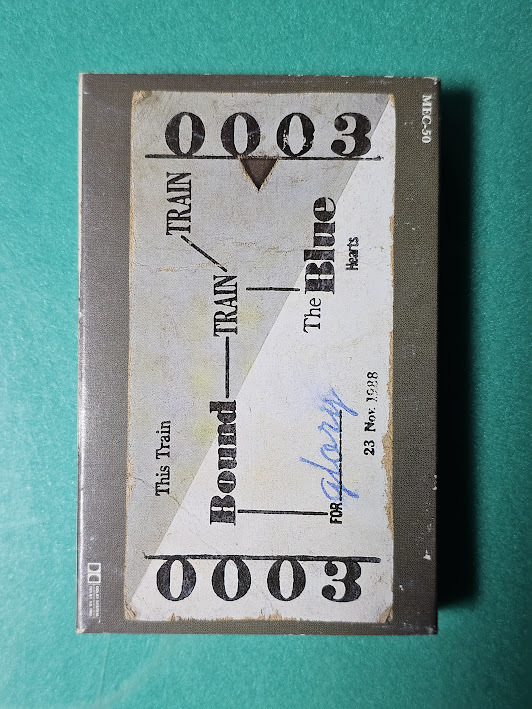 MEC-50
0003
TRAIN
TRAIN
The Blue
Hearts
This Train
Bound
FOR glory
23 Nov. 1988
0003